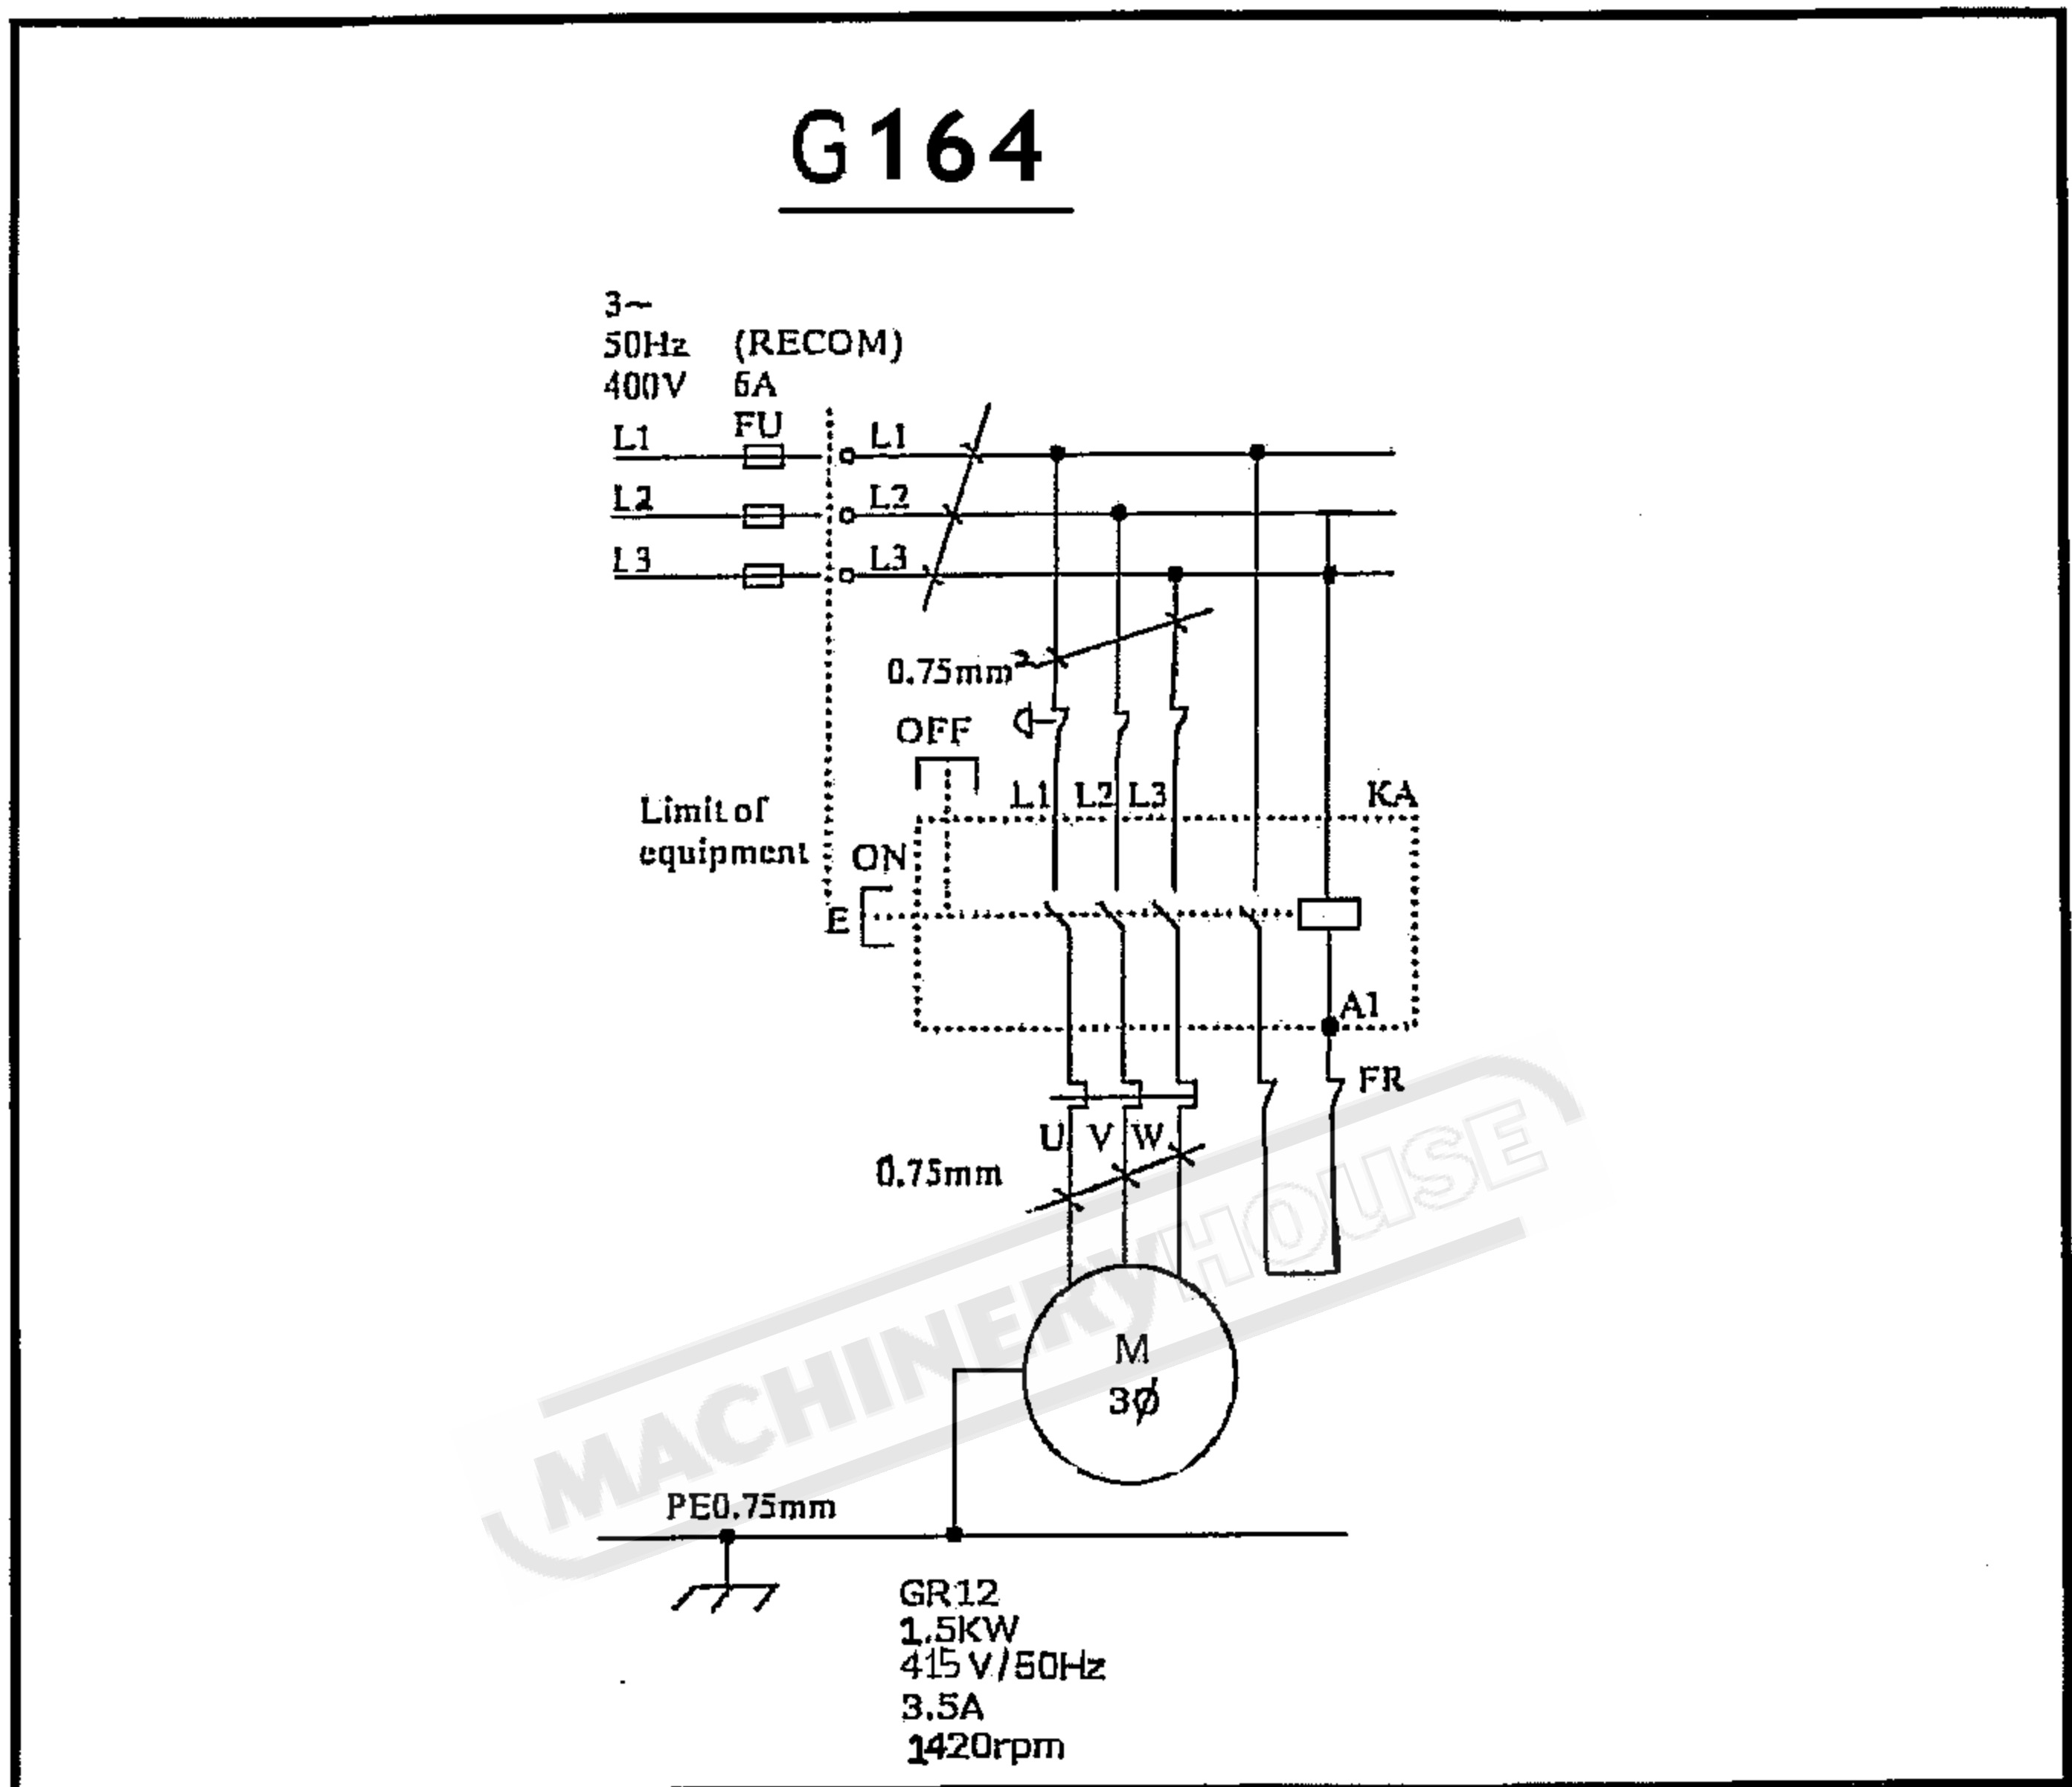 G164
3~
50Hz (RECOM)
400V 6A
FU
L1 L1
L2 L2
L3 L3
0.75mm²
OFF
L1 L2 L3 KA
Limit of
equipment
ON
E
A1
FR
U V W
0.75mm
MACHINERYHOUSE
M
3ø
PE0.75mm
GR12
1.5KW
415V/50Hz
3.5A
1420rpm